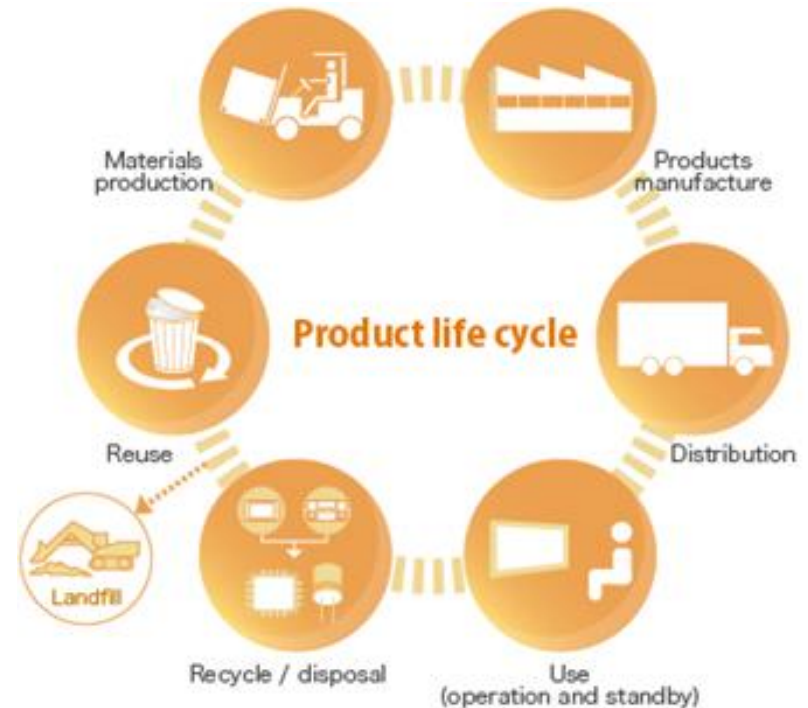 Materials
production
Products
manufacture
Product life cycle
Reuse
Distribution
Landfill
Recycle / disposal
Use
(operation and standby)